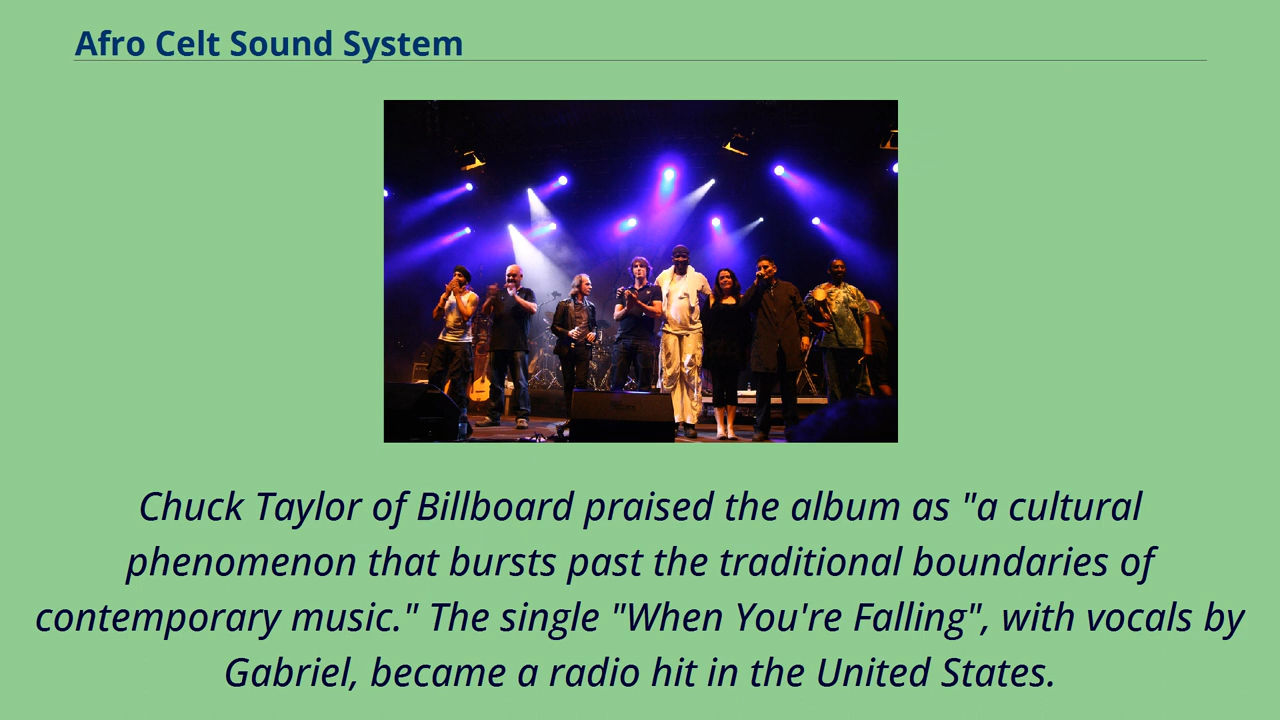 Afro Celt Sound System
Chuck Taylor of Billboard praised the album as "a cultural
phenomenon that bursts past the traditional boundaries of
contemporary music." The single "When You're Falling", with vocals by
Gabriel, became a radio hit in the United States.